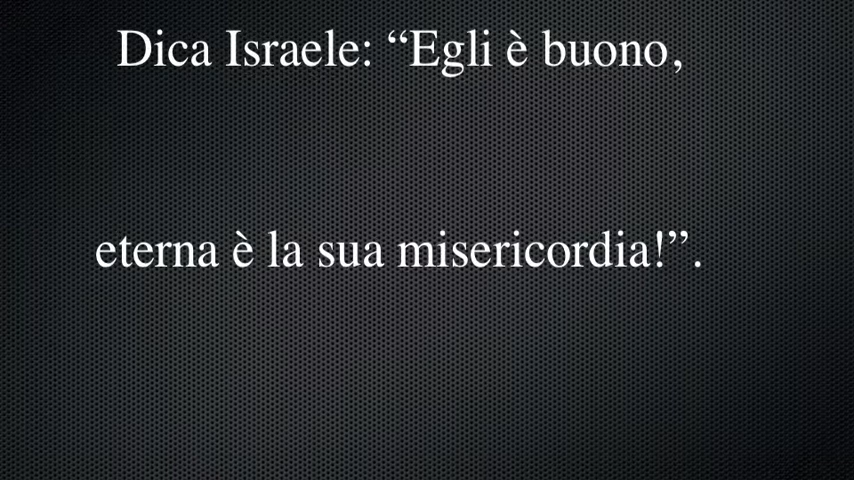 Dica Israele: “Egli è buono,
eterna è la sua misericordia!”.